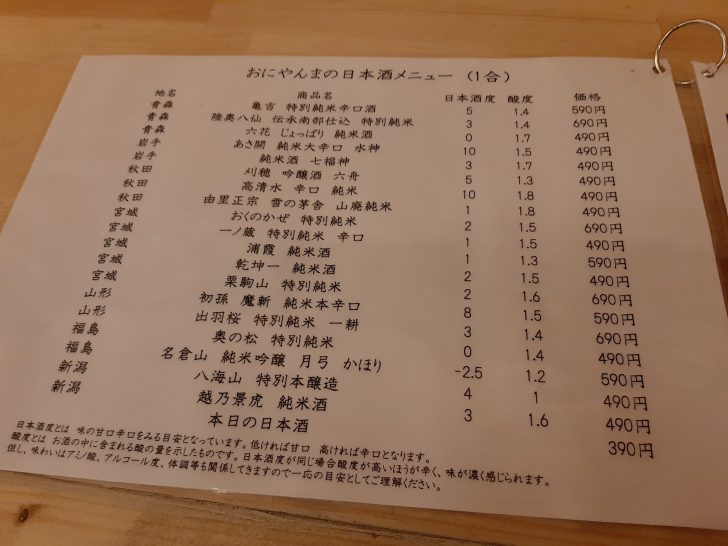 おにやんまの日本酒メニュー (1合)
地名 商品名 日本酒度 酸度 価格
青森 亀吉 特別純米辛口酒 5 1.4 590円
青森 陸奥八仙 伝承南部仕込 特別純米 3 1.4 690円
青森 六花 じょっぱり 純米酒 0 1.7 490円
岩手 あさ開 純米大辛口 水神 10 1.5 490円
岩手 純米酒 七福神 3 1.7 490円
秋田 刈穂 吟醸酒 六舟 5 1.3 490円
秋田 高清水 辛口 純米 10 1.8 490円
秋田 由里正宗 雪の茅舎 山廃純米 1 1.8 490円
宮城 おくのかぜ 特別純米 2 1.5 690円
宮城 一ノ蔵 特別純米 辛口 1 1.5 490円
宮城 浦霞 純米酒 1 1.3 590円
宮城 乾坤一 純米酒 2 1.5 490円
宮城 栗駒山 特別純米 2 1.6 690円
山形 初孫 魔斬 純米本辛口 8 1.5 590円
山形 出羽桜 特別純米 一耕 3 1.4 490円
福島 奥の松 特別純米 0 1.4 490円
福島 名倉山 純米吟醸 月弓 かほり -2.5 1.2 590円
新潟 八海山 特別本醸造 4 1 490円
新潟 越乃景虎 純米酒 3 1.6 490円
本日の日本酒 390円
日本酒度とは 味の甘口辛口をみる目安となっています。低ければ甘口 高ければ辛口となります。
酸度とは お酒の中に含まれる酸の量を示したものです。日本酒度が同じ場合酸度が高いほうが辛く、味が濃く感じられます。
但し、味わいはアミノ酸、アルコール度、体調等も関係してきますので一応の目安としてご理解ください。